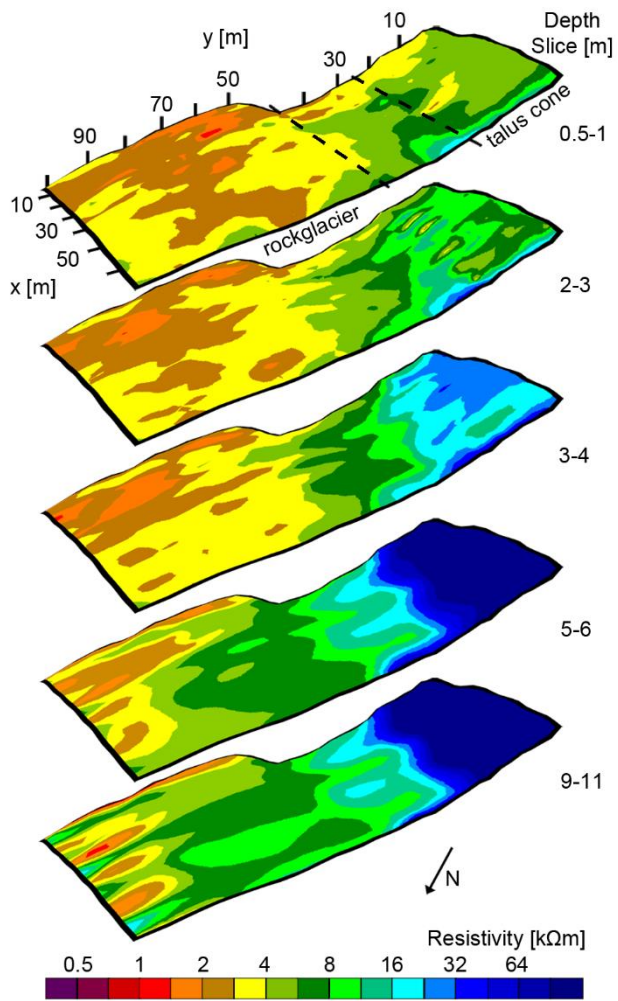 Depth
Slice [m]
y [m]
10
30
50
70
90
10
30
50
x [m]
talus cone
rockglacier
0.5-1
2-3
3-4
5-6
9-11
N
Resistivity [kΩm]
0.5 1 2 4 8 16 32 64